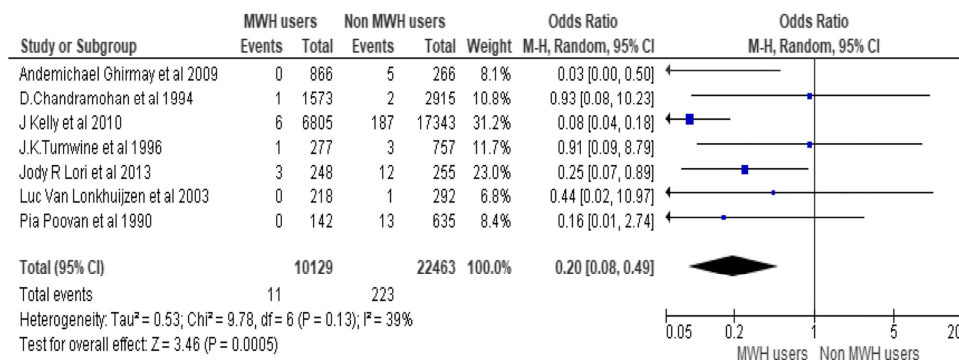 MWH users Non MWH users Odds Ratio Odds Ratio
Study or Subgroup Events Total Events Total Weight M-H, Random, 95% CI M-H, Random, 95% CI
Andemichael Ghirmay et al 2009 0 866 5 266 8.1% 0.03 [0.00, 0.50]
D.Chandramohan et al 1994 1 1573 2 2915 10.8% 0.93 [0.08, 10.23]
J Kelly et al 2010 6 6805 187 17343 31.2% 0.08 [0.04, 0.18]
J.K.Tumwine et al 1996 1 277 3 757 11.7% 0.91 [0.09, 8.79]
Jody R Lori et al 2013 3 248 12 255 23.0% 0.25 [0.07, 0.89]
Luc Van Lonkhuijzen et al 2003 0 218 1 292 6.8% 0.44 [0.02, 10.97]
Pia Poovan et al 1990 0 142 13 635 8.4% 0.16 [0.01, 2.74]
Total (95% CI) 10129 22463 100.0% 0.20 [0.08, 0.49]
Total events 11 223
Heterogeneity: Tau² = 0.53; Chi² = 9.78, df = 6 (P = 0.13); I² = 39%
Test for overall effect: Z = 3.46 (P = 0.0005)
0.05 0.2 1 5 20
MWH users Non MWH users